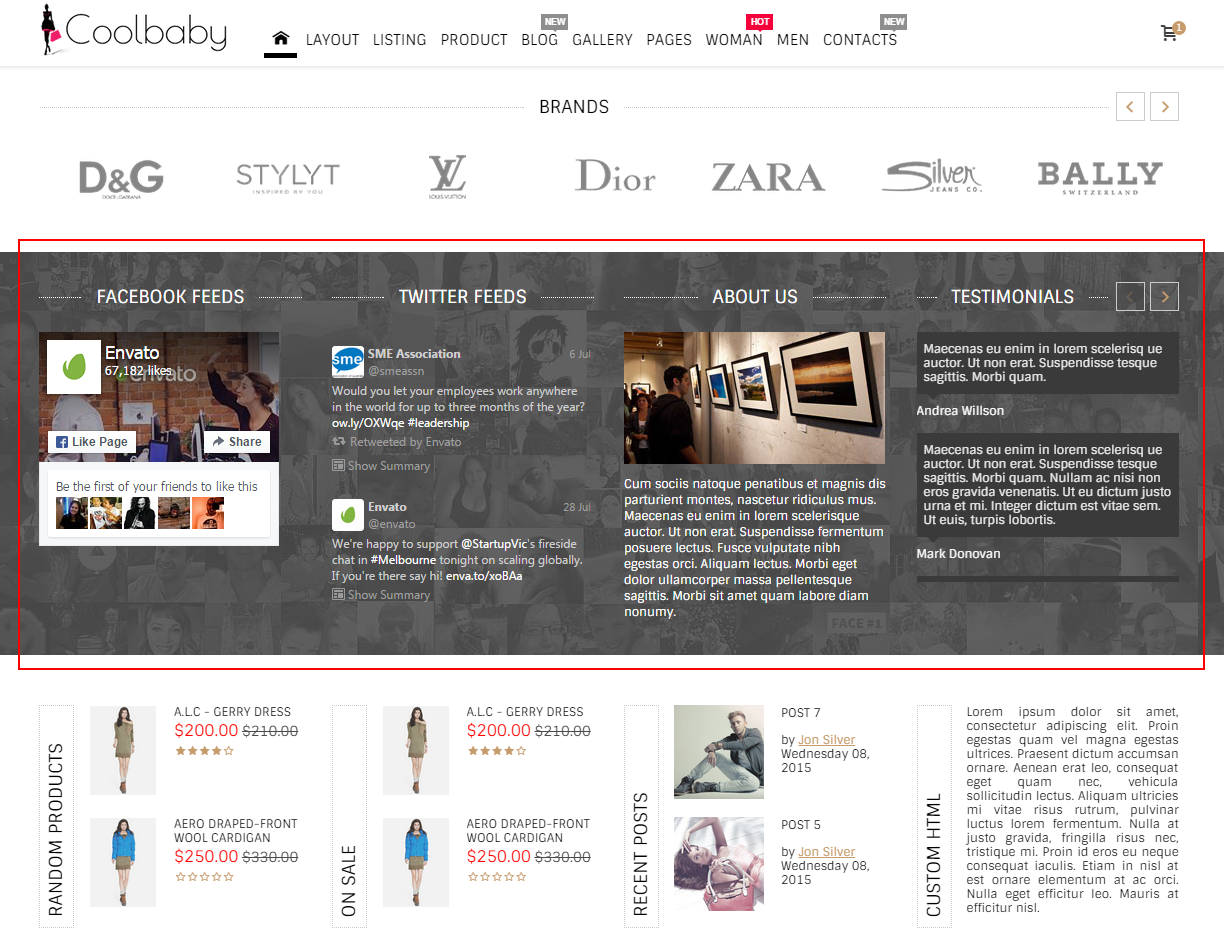 Coolbaby
LAYOUT LISTING PRODUCT BLOG GALLERY PAGES WOMAN MEN CONTACTS
NEW HOT NEW
1
BRANDS
D&G
DOLCE & GABBANA
STYLYT
INSPIRED BY YOU
LV
LOUIS VUITTON
Dior
ZARA
Silver
JEANS CO.
BALLY
SWITZERLAND
FACEBOOK FEEDS
Envato
67,182 likes
envato
Like Page
Share
Be the first of your friends to like this
TWITTER FEEDS
sme
SME Association 6 Jul
@smeassn
Would you let your employees work anywhere
in the world for up to three months of the year?
ow.ly/OXWqe #leadership
Retweeted by Envato
Show Summary
Envato 28 Jul
@envato
We're happy to support @StartupVic's fireside
chat in #Melbourne tonight on scaling globally.
If you're there say hi! enva.to/xoBAa
Show Summary
ABOUT US
Cum sociis natoque penatibus et magnis dis
parturient montes, nascetur ridiculus mus.
Maecenas eu enim in lorem scelerisque
auctor. Ut non erat. Suspendisse fermentum
posuere lectus. Fusce vulputate nibh
egestas orci. Aliquam lectus. Morbi eget
dolor ullamcorper massa pellentesque
sagittis. Morbi sit amet quam labore diam
nonumy.
FACE #1
TESTIMONIALS
Maecenas eu enim in lorem scelerisq ue
auctor. Ut non erat. Suspendisse tesque
sagittis. Morbi quam.
Andrea Willson
Maecenas eu enim in lorem scelerisq ue
auctor. Ut non erat. Suspendisse tesque
sagittis. Morbi quam. Nullam ac nisi non
eros gravida venenatis. Ut eu dictum justo
urna et mi. Integer dictum est vitae sem.
Ut euis, turpis lobortis.
Mark Donovan
RANDOM PRODUCTS
A.L.C - GERRY DRESS
$200.00 $210.00
AERO DRAPED-FRONT
WOOL CARDIGAN
$250.00 $330.00
ON SALE
A.L.C - GERRY DRESS
$200.00 $210.00
AERO DRAPED-FRONT
WOOL CARDIGAN
$250.00 $330.00
RECENT POSTS
POST 7
by Jon Silver
Wednesday 08,
2015
POST 5
by Jon Silver
Wednesday 08,
2015
CUSTOM HTML
Lorem ipsum dolor sit amet,
consectetur adipiscing elit. Proin
egestas quam vel magna egestas
ultrices. Praesent dictum accumsan
ornare. Aenean erat leo, consequat
eget quam nec, vehicula
sollicitudin lectus. Aliquam ultricies
mi vitae risus rutrum, pulvinar
luctus lorem fermentum. Nulla at
justo gravida, fringilla risus nec,
tristique mi. Proin id eros eu neque
consequat iaculis. Etiam in nisl at
est ornare elementum at ac orci.
Nulla eget efficitur leo. Mauris at
efficitur nisl.